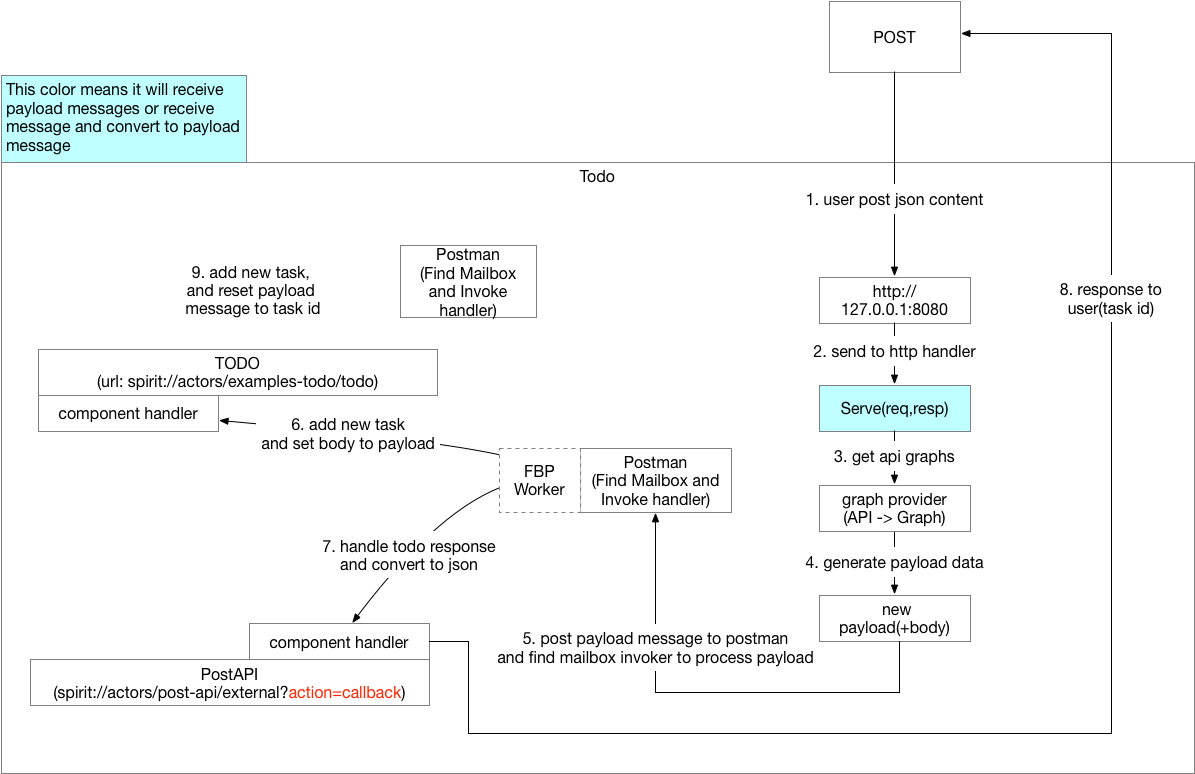 POST
This color means it will receive
payload messages or receive
message and convert to payload
message
Todo
1. user post json content
9. add new task,
and reset payload
message to task id
Postman
(Find Mailbox
and Invoke
handler)
http://
127.0.0.1:8080
8. response to
user(task id)
2. send to http handler
TODO
(url: spirit://actors/examples-todo/todo)
component handler
Serve(req,resp)
6. add new task
and set body to payload
3. get api graphs
FBP
Worker
Postman
(Find Mailbox and
Invoke handler)
graph provider
(API -> Graph)
7. handle todo response
and convert to json
4. generate payload data
new
payload(+body)
5. post payload message to postman
and find mailbox invoker to process payload
component handler
PostAPI
(spirit://actors/post-api/external?action=callback)